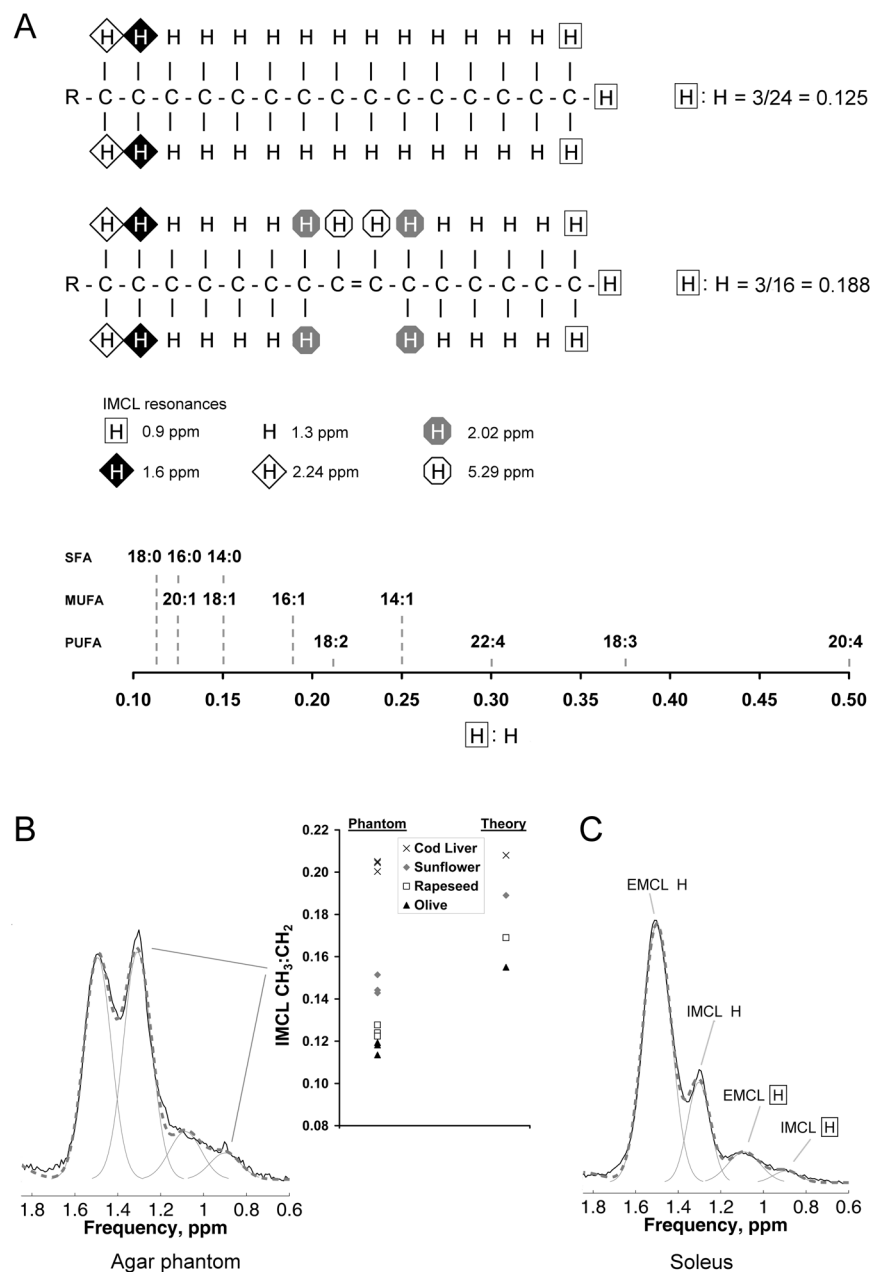 A
H H H H H H H H H H H H H H H
| | | | | | | | | | | | | | |
R - C - C - C - C - C - C - C - C - C - C - C - C - C - C - C - H H : H = 3/24 = 0.125
| | | | | | | | | | | | | | |
H H H H H H H H H H H H H H H
H H H H H H H H H H H H H H H
| | | | | | | | | | | | | | |
R - C - C - C - C - C - C - C - C = C - C - C - C - C - C - C - H H : H = 3/16 = 0.188
| | | | | | | | | | | | |
H H H H H H H H H H H H H
IMCL resonances
H 0.9 ppm H 1.3 ppm H 2.02 ppm
H 1.6 ppm H 2.24 ppm H 5.29 ppm
SFA 18:0 16:0 14:0
MUFA 20:1 18:1 16:1 14:1
PUFA 18:2 22:4 18:3 20:4
0.10 0.15 0.20 0.25 0.30 0.35 0.40 0.45 0.50
H : H
B
Phantom Theory
Cod Liver
Sunflower
Rapeseed
Olive
0.22
0.20
0.18
0.16
0.14
0.12
0.10
0.08
IMCL CH3:CH2
1.8 1.6 1.4 1.2 1 0.8 0.6
Frequency, ppm
Agar phantom
C
EMCL H
IMCL H
EMCL H
IMCL H
1.8 1.6 1.4 1.2 1 0.8 0.6
Frequency, ppm
Soleus